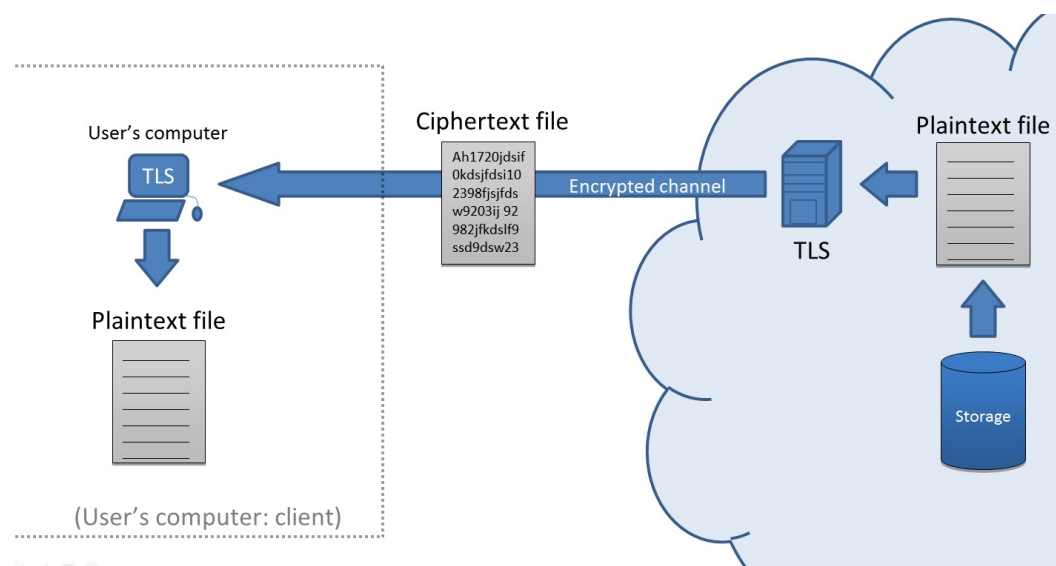 User's computer
TLS
Plaintext file
(User's computer: client)
Ciphertext file
Ah1720jdsif
0kdsjfdsi10
2398fjsjfds
w9203ij 92
982jfkdslf9
ssd9dsw23
Encrypted channel
TLS
Plaintext file
Storage